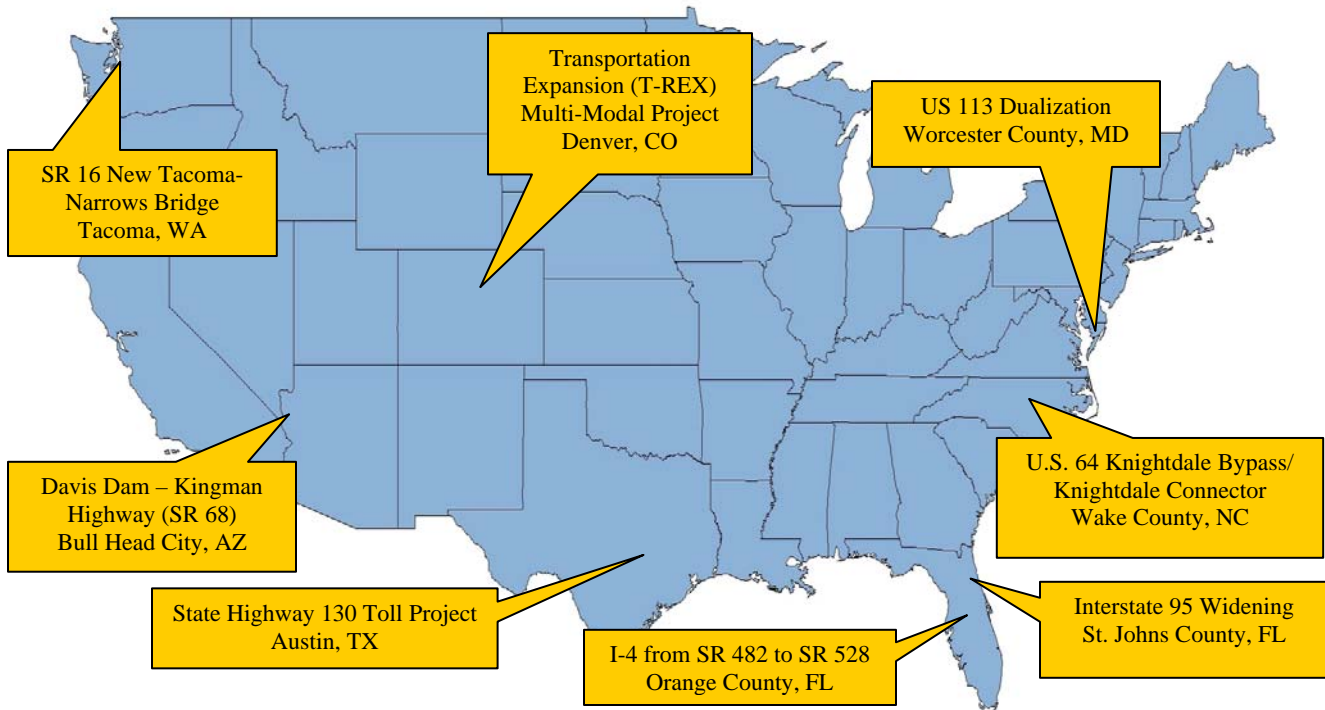 Transportation
Expansion (T-REX)
Multi-Modal Project
Denver, CO
US 113 Dualization
Worcester County, MD
SR 16 New Tacoma-
Narrows Bridge
Tacoma, WA
Davis Dam – Kingman
Highway (SR 68)
Bull Head City, AZ
U.S. 64 Knightdale Bypass/
Knightdale Connector
Wake County, NC
State Highway 130 Toll Project
Austin, TX
Interstate 95 Widening
St. Johns County, FL
I-4 from SR 482 to SR 528
Orange County, FL